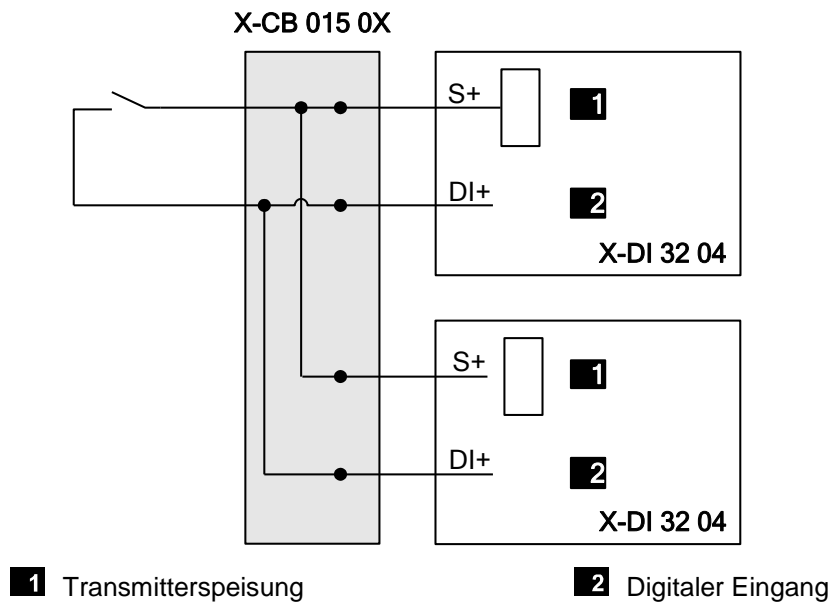 X-CB 015 0X
S+
1
DI+
2
X-DI 32 04
S+
1
DI+
2
X-DI 32 04
1 Transmitterspeisung
2 Digitaler Eingang